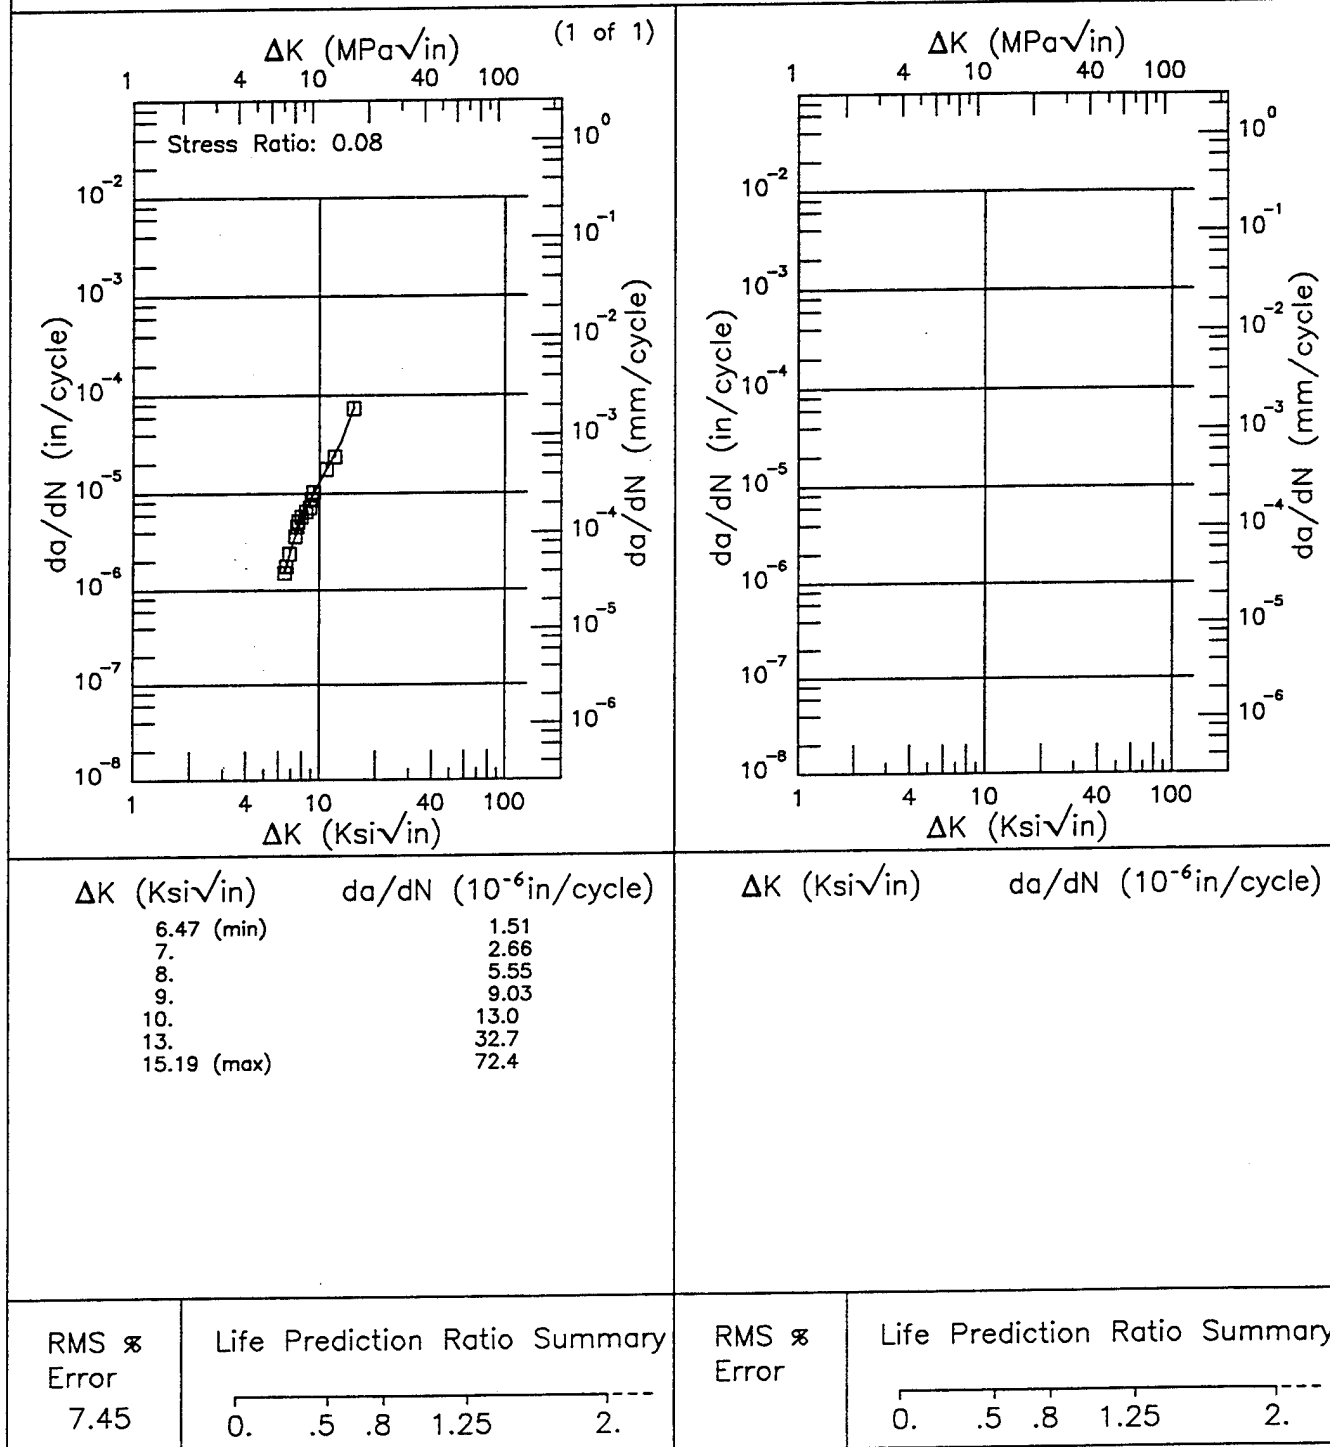 (1 of 1)
ΔK (MPa√in)
1 4 10 40 100
Stress Ratio: 0.08
da/dN (in/cycle)
10⁻²
10⁻³
10⁻⁴
10⁻⁵
10⁻⁶
10⁻⁷
10⁻⁸
10⁰
10⁻¹
10⁻²
10⁻³
10⁻⁴
10⁻⁵
10⁻⁶
da/dN (mm/cycle)
1 4 10 40 100
ΔK (Ksi√in)
ΔK (Ksi√in) da/dN (10⁻⁶in/cycle)
6.47 (min) 1.51
7. 2.66
8. 5.55
9. 9.03
10. 13.0
13. 32.7
15.19 (max) 72.4
RMS % Error
7.45
Life Prediction Ratio Summary
0. .5 .8 1.25 2.
ΔK (MPa√in)
1 4 10 40 100
da/dN (in/cycle)
10⁻²
10⁻³
10⁻⁴
10⁻⁵
10⁻⁶
10⁻⁷
10⁻⁸
10⁰
10⁻¹
10⁻²
10⁻³
10⁻⁴
10⁻⁵
10⁻⁶
da/dN (mm/cycle)
1 4 10 40 100
ΔK (Ksi√in)
ΔK (Ksi√in) da/dN (10⁻⁶in/cycle)
RMS % Error
Life Prediction Ratio Summary
0. .5 .8 1.25 2.